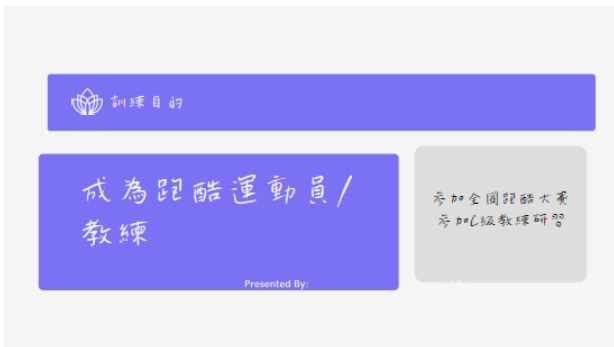 訓練目的
成為跑酷運動員/
教練
參加全國跑酷大賽
參加C級教練研習
Presented By: